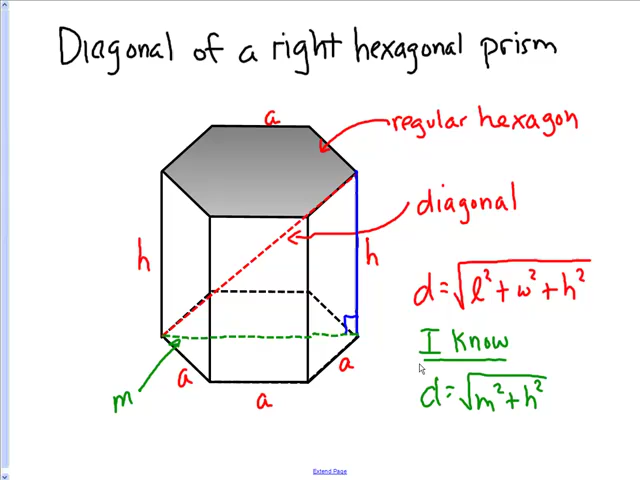 Diagonal of a right hexagonal prism
a
regular hexagon
diagonal
h
h
d=√l²+w²+h²
I know
m
a
a
a
d=√m²+h²
Extend Page